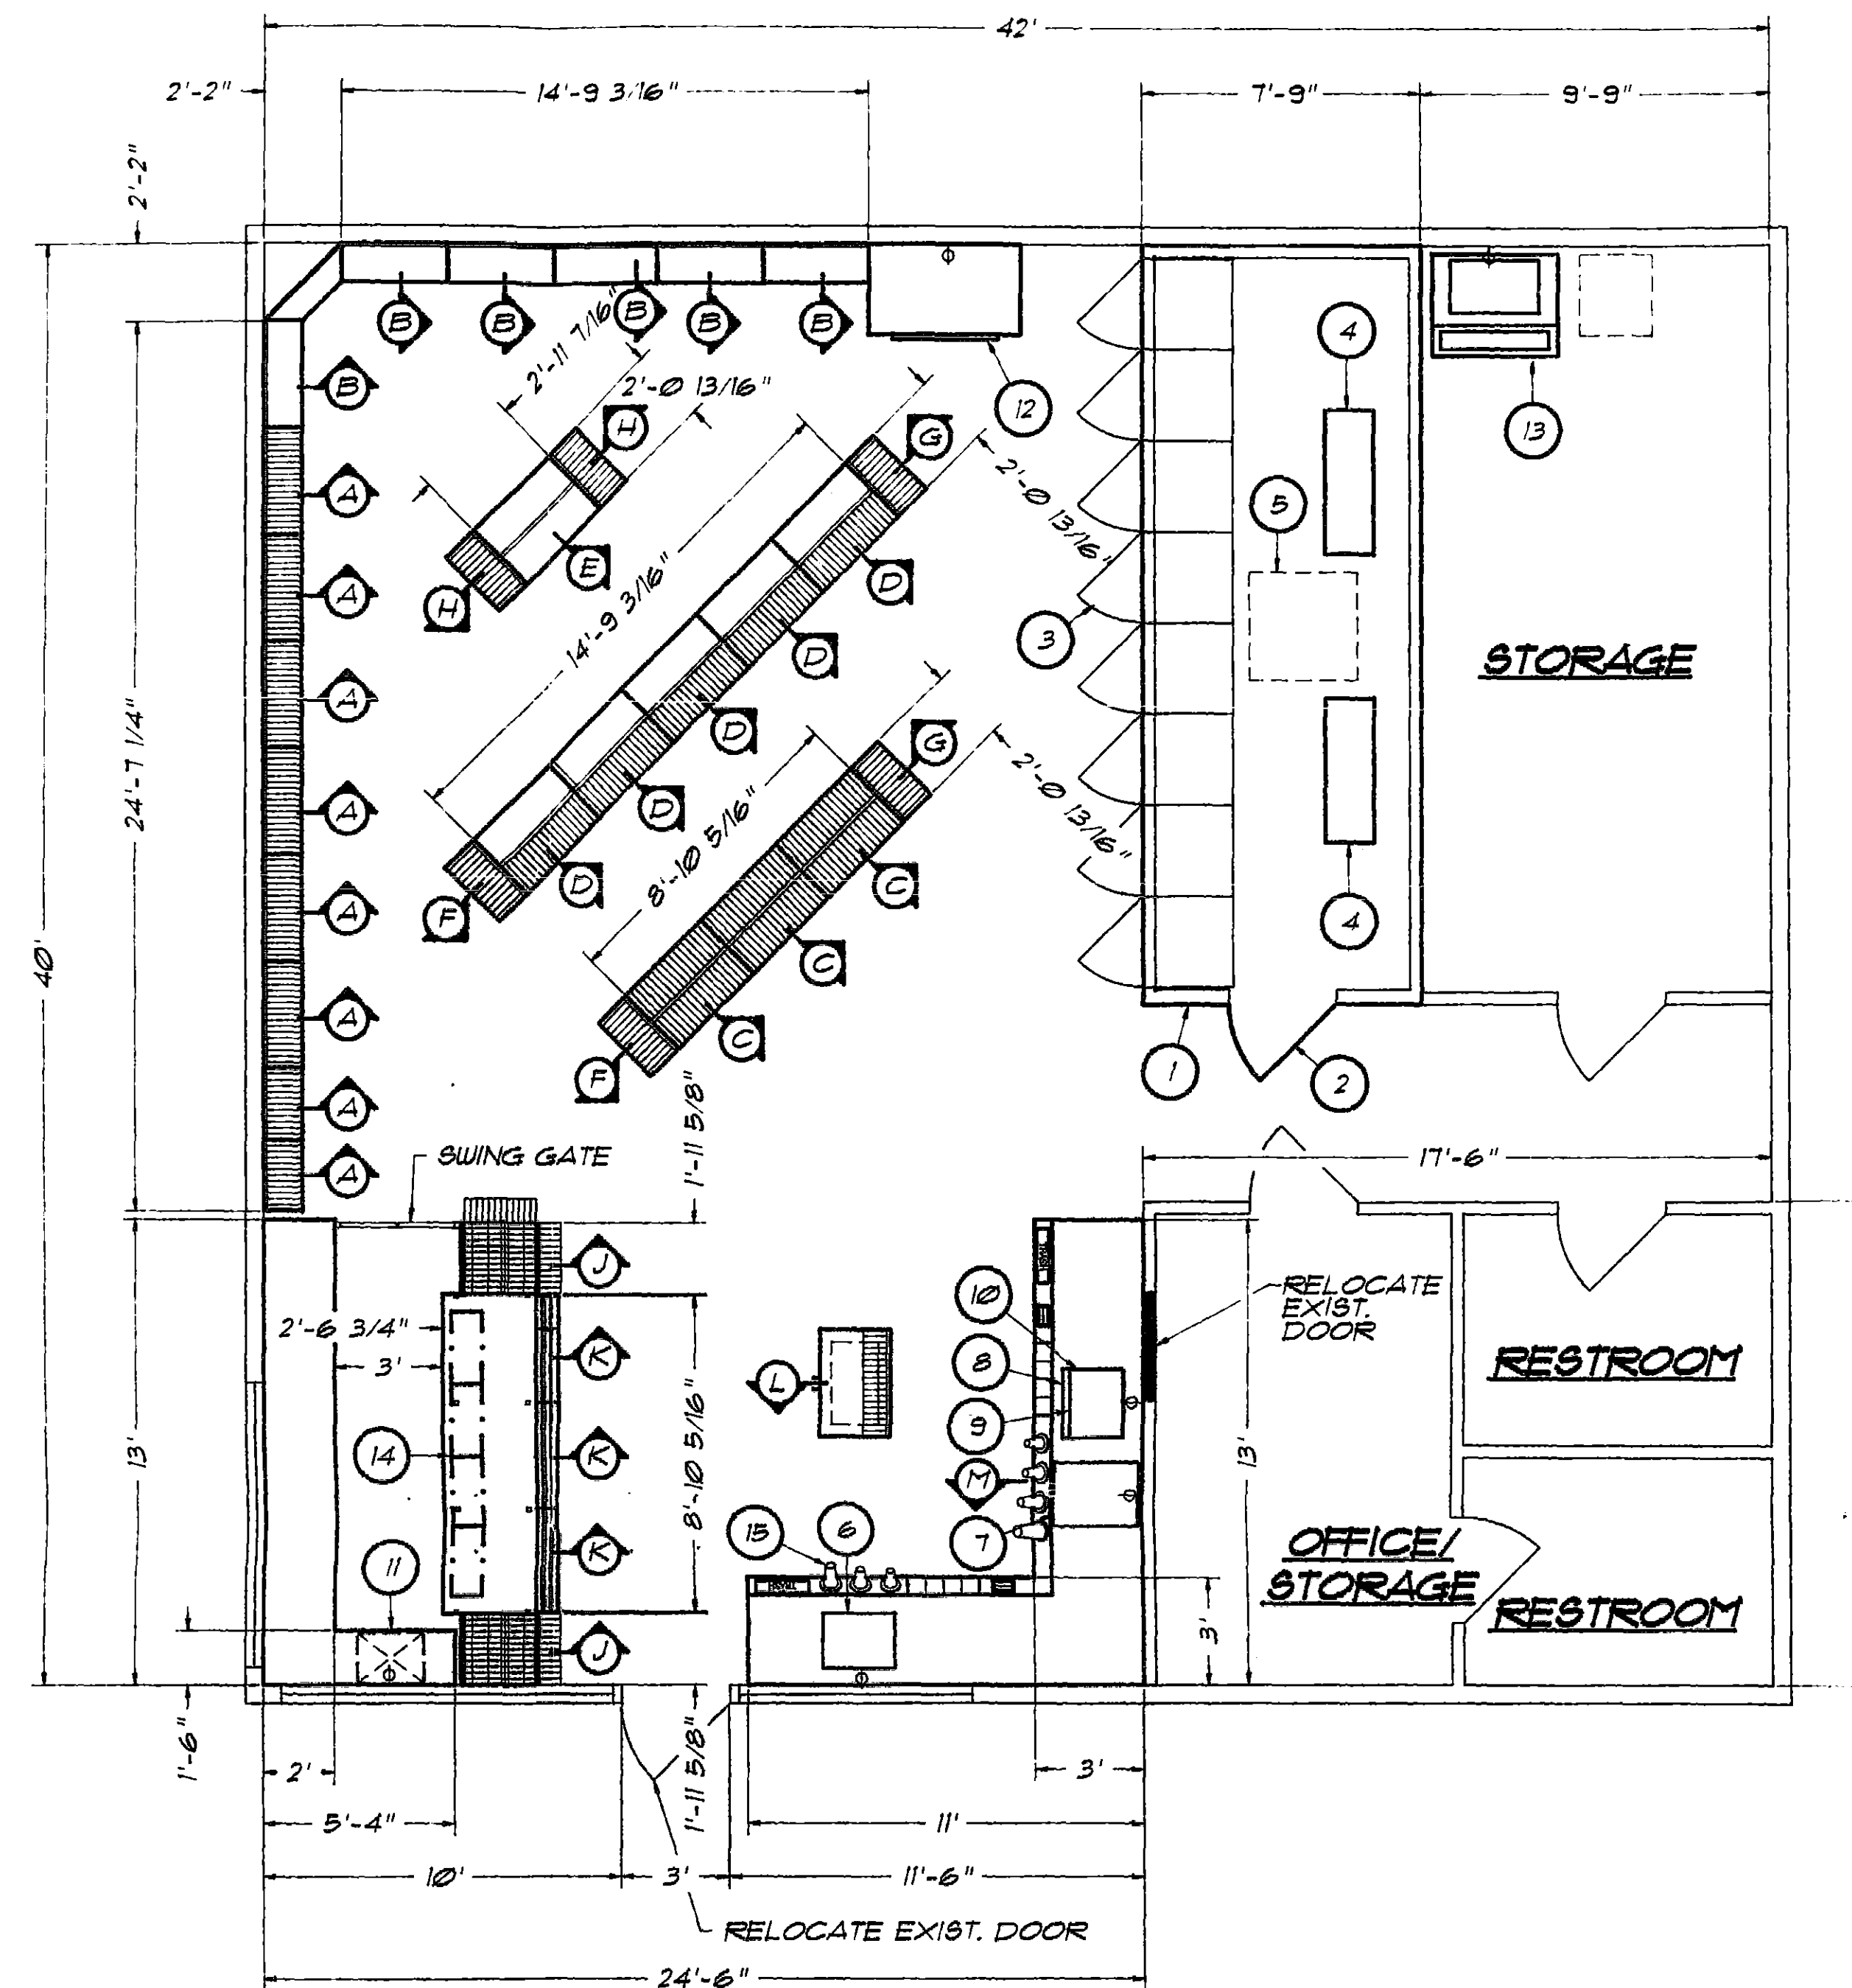 42'
2'-2"
14'-9 3/16"
7'-9"
9'-9"
2'-2"
B
B
B
B
B
4
2'-11 7/16"
B
2'-0 13/16"
H
G
12
13
A
2'-0 13/16"
5
E
D
A
H
14'-9 3/16"
3
D
STORAGE
A
D
G
24'-7 1/4"
D
2'-0 13/16"
A
8'-10 5/16"
D
C
A
F
4
40'
C
A
C
F
1
2
A
1'-11 5/8"
SWING GATE
17'-6"
A
J
RELOCATE
EXIST.
DOOR
10
2'-6 3/4"
K
8
3'
L
RESTROOM
9
13'
14
K
8'-10 5/16"
M
13'
15
6
7
K
OFFICE/
STORAGE
11
RESTROOM
J
3'
1'-6"
1'-11 5/8"
2'
3'
5'-4"
11'
10'
3'
11'-6"
RELOCATE EXIST. DOOR
24'-6"